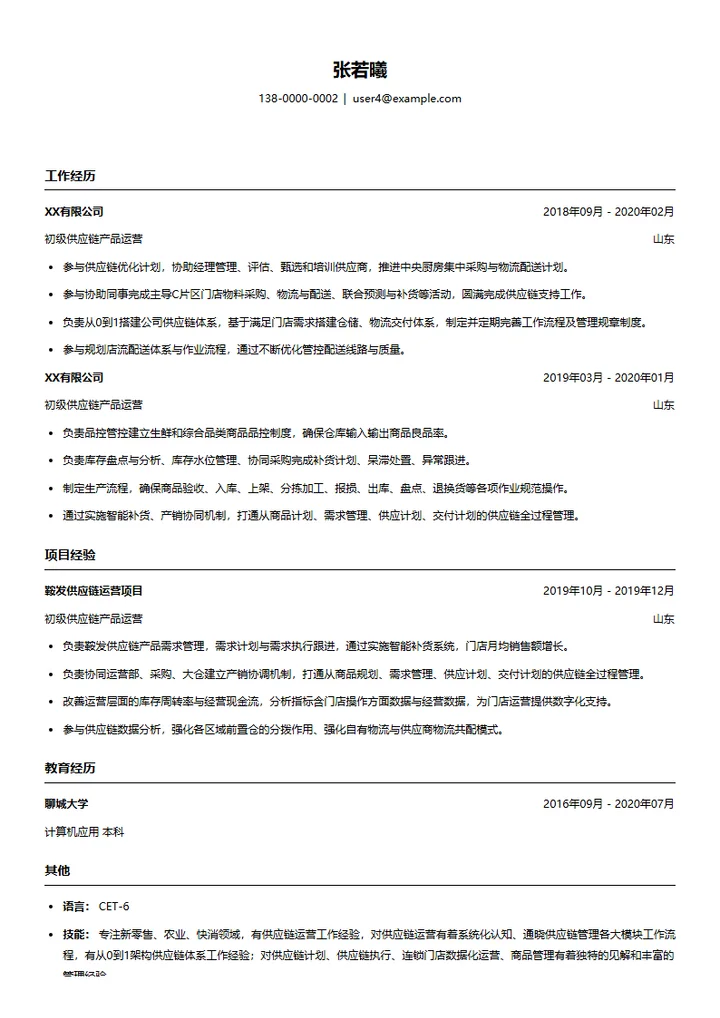 张若曦
138-0000-0002 | user4@example.com
工作经历
XX有限公司 2018年09月 - 2020年02月
初级供应链产品运营 山东
• 参与供应链优化计划，协助经理管理、评估、甄选和培训供应商，推进中央厨房集中采购与物流配送计划。
• 参与协助同事完成主导C片区门店物料采购、物流与配送、联合预测与补货等活动，圆满完成供应链支持工作。
• 负责从0到1搭建公司供应链体系，基于满足门店需求搭建仓储、物流交付体系，制定并定期完善工作流程及管理规章制度。
• 参与规划店流配送体系与作业流程，通过不断优化管控配送线路与质量。
XX有限公司 2019年03月 - 2020年01月
初级供应链产品运营 山东
• 负责品控管控建立生鲜和综合品类商品品控制度，确保仓库输入输出商品良品率。
• 负责库存盘点与分析、库存水位管理、协同采购完成补货计划、呆滞处置、异常跟进。
• 制定生产流程，确保商品验收、入库、上架、分拣加工、报损、出库、盘点、退换货等各项作业规范操作。
• 通过实施智能补货、产销协同机制，打通从商品计划、需求管理、供应计划、交付计划的供应链全过程管理。
项目经验
鞍发供应链运营项目 2019年10月 - 2019年12月
初级供应链产品运营 山东
• 负责鞍发供应链产品需求管理，需求计划与需求执行跟进，通过实施智能补货系统，门店月均销售额增长。
• 负责协同运营部、采购、大仓建立产销协调机制，打通从商品规划、需求管理、供应计划、交付计划的供应链全过程管理。
• 改善运营层面的库存周转率与经营现金流，分析指标含门店操作方面数据与经营数据，为门店运营提供数字化支持。
• 参与供应链数据分析，强化各区域前置仓的分拨作用、强化自有物流与供应商物流共配模式。
教育经历
聊城大学 2016年09月 - 2020年07月
计算机应用 本科
其他
• 语言： CET-6
• 技能： 专注新零售、农业、快消领域，有供应链运营工作经验，对供应链运营有着系统化认知、通晓供应链管理各大模块工作流
程，有从0到1架构供应链体系工作经验；对供应链计划、供应链执行、连锁门店数据化运营、商品管理有着独特的见解和丰富的
管理经验